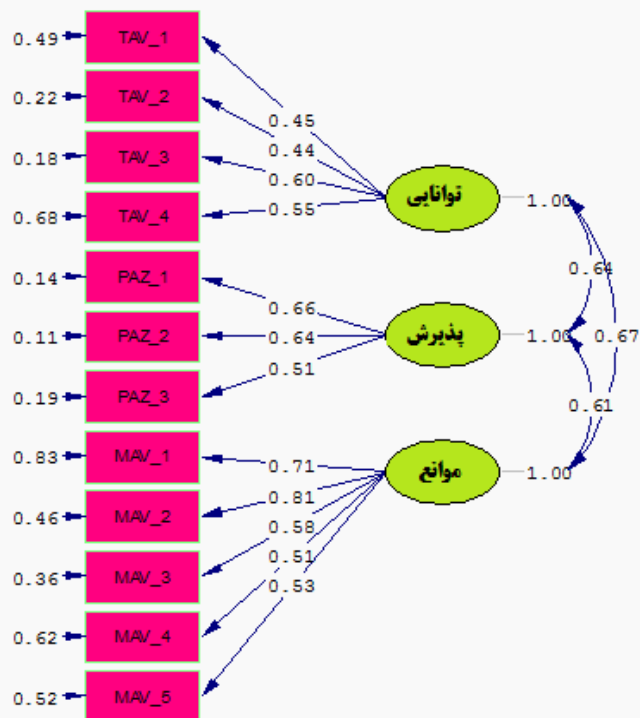 0.49 TAV_1
0.45
0.22 TAV_2
0.44
0.18 TAV_3
0.60
0.68 TAV_4
0.55
توانایی 1.00
0.64
0.14 PAZ_1
0.66
0.11 PAZ_2
0.64
پذیرش 1.00
0.67
0.19 PAZ_3
0.51
0.61
0.83 MAV_1
0.71
موانع 1.00
0.46 MAV_2
0.81
0.36 MAV_3
0.58
0.62 MAV_4
0.51
0.52 MAV_5
0.53